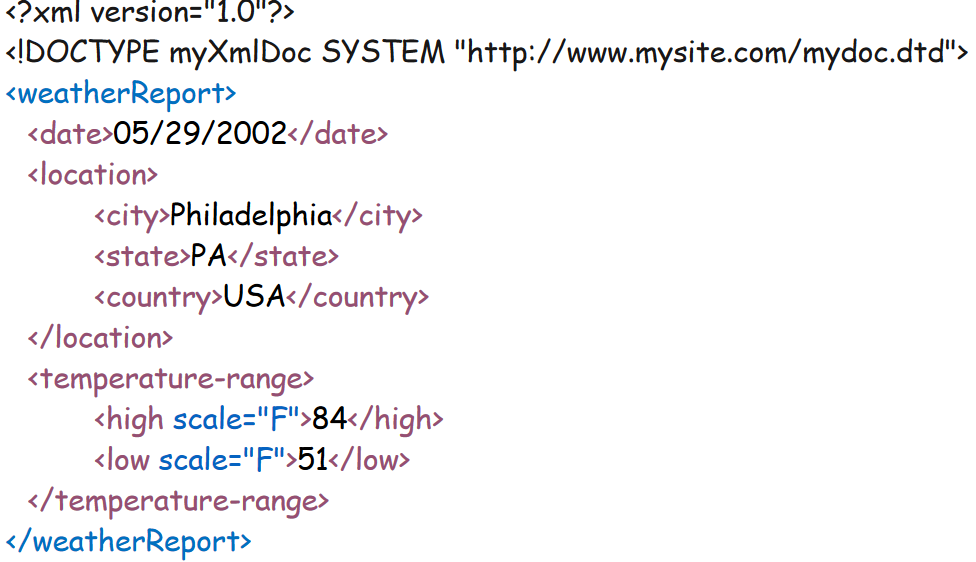 <?xml version="1.0"?>
<!DOCTYPE myXmlDoc SYSTEM "http://www.mysite.com/mydoc.dtd">
<weatherReport>
<date>05/29/2002</date>
<location>
<city>Philadelphia</city>
<state>PA</state>
<country>USA</country>
</location>
<temperature-range>
<high scale="F">84</high>
<low scale="F">51</low>
</temperature-range>
</weatherReport>